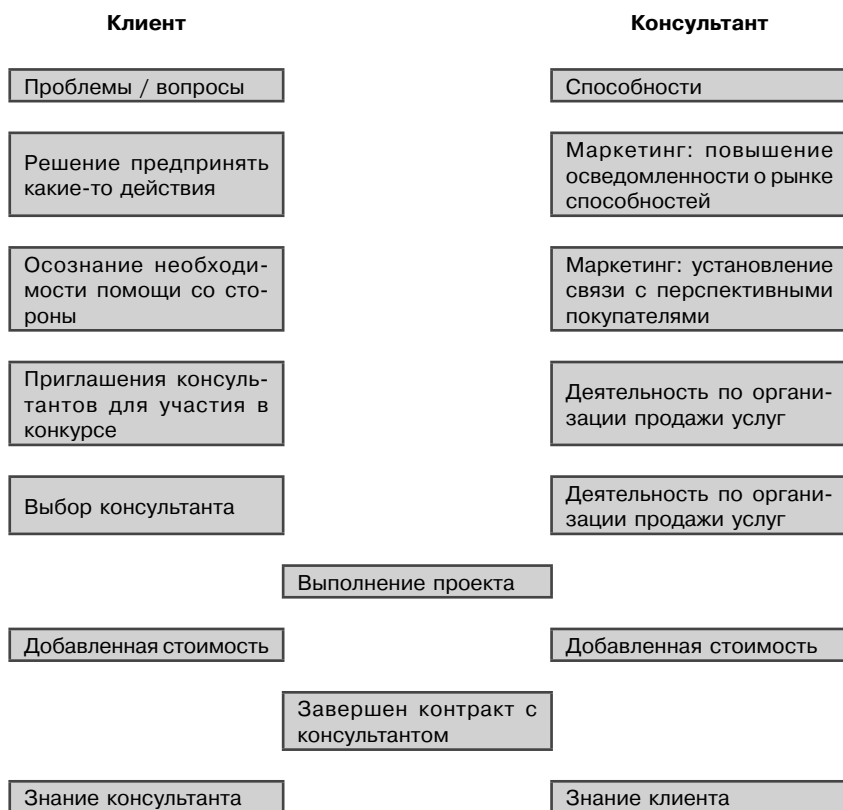 Клиент
Консультант
Проблемы / вопросы
Способности
Решение предпринять
какие-то действия
Маркетинг: повышение
осведомленности о рынке
способностей
Осознание необходи-
мости помощи со сто-
роны
Маркетинг: установление
связи с перспективными
покупателями
Приглашения консуль-
тантов для участия в
конкурсе
Деятельность по органи-
зации продажи услуг
Выбор консультанта
Деятельность по органи-
зации продажи услуг
Выполнение проекта
Добавленная стоимость
Добавленная стоимость
Завершен контракт с
консультантом
Знание консультанта
Знание клиента